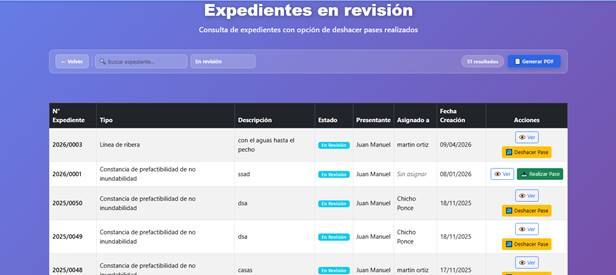 Expedientes en revisión
Consulta de expedientes con opción de deshacer pases realizados
← Volver
Buscar expediente...
En revisión
51 resultados
Generar PDF
N° Expediente Tipo Descripción Estado Presentante Asignado a Fecha Creación Acciones
2026/0003 Línea de ribera con el aguas hasta el pecho En Revisión Juan Manuel martin ortiz 09/04/2026 Ver Deshacer Pase
2026/0001 Constancia de prefactibilidad de no inundabilidad ssad En Revisión Juan Manuel Sin asignar 08/01/2026 Ver Realizar Pase
2025/0050 Constancia de prefactibilidad de no inundabilidad dsa En Revisión Juan Manuel Chicho Ponce 18/11/2025 Ver Deshacer Pase
2025/0049 Constancia de prefactibilidad de no inundabilidad dsa En Revisión Juan Manuel Chicho Ponce 18/11/2025 Ver Deshacer Pase
2025/0048 Constancia de prefactibilidad de no inundabilidad casas En Revisión Juan Manuel martin ortiz 17/11/2025 Ver